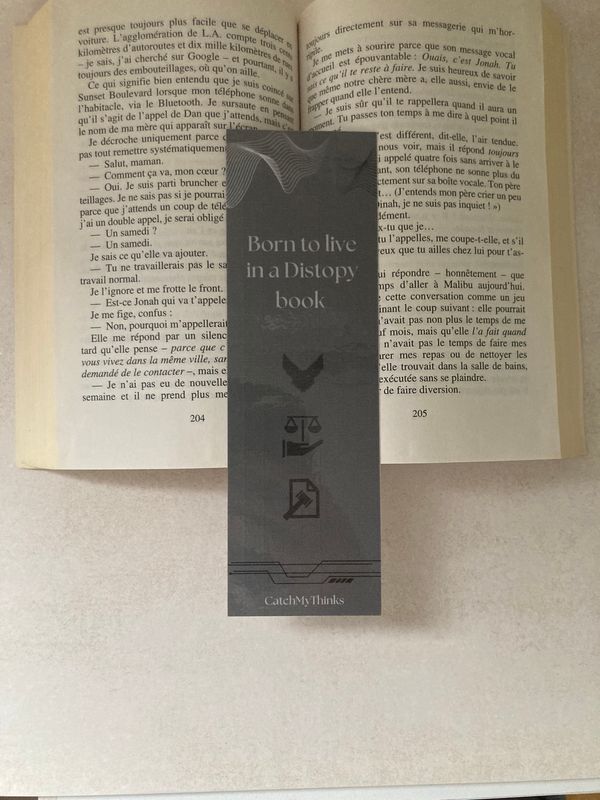 est presque toujours plus facile que se déplacer en
voiture. L'agglomération de L.A. compte trois cents
kilomètres d'autoroutes et dix mille kilomètres de rues
– je sais, j'ai cherché sur Google – et pourtant, il y a
toujours des embouteillages, où qu'on aille.
Ce qui signifie bien entendu que je suis coincé
Sunset Boulevard lorsque mon téléphone sonne dans
l'habitacle, via le Bluetooth. Je sursaute en pensant
qu'il s'agit de l'appel de Dan que j'attends, mais c'est
le nom de ma mère qui apparaît sur l'écran.
Je décroche uniquement parce
pas tout remettre systématiquement
— Salut, maman.
— Comment ça va, mon cœur ?
— Oui. Je suis parti bruncher
teillages. Je ne sais pas si je pourrai
parce que j'attends un coup de
j'ai un double appel, je serai obligé
— Un samedi ?
— Un samedi.
Je sais ce qu'elle va ajouter.
— Tu ne travaillerais pas le
travail normal.
Je l'ignore et me frotte le front.
— Est-ce Jonah qui va t'appeler
Je me fige, confus :
— Non, pourquoi m'appellerait
Elle me répond par un silence
tard qu'elle pense – parce que
vous vivez dans la même ville,
demandé de le contacter –, mais
— Je n'ai pas eu de nouvelle
semaine et il ne prend plus
204
toujours directement sur sa messagerie qui m'hor-
ripile.
Je me mets à sourire parce que son message vocal
d'accueil est épouvantable : Ouais, c'est Jonah. Tu
sais ce qu'il te reste à faire. Je suis heureux de savoir
que même notre chère mère a, elle aussi, envie de le
frapper quand elle l'entend.
— Je suis sûr qu'il te rappellera quand il aura un
moment. Tu passes ton temps à me dire à quel point il
c'est différent, dit-elle, l'air tendue.
nous voir, mais il répond toujours
appelé quatre fois sans arriver à le
son téléphone ne sonne plus du
directement sur sa boîte vocale. Ton père
(J'entends mon père crier un
je ne suis pas inquiet ! »)
que je…
tu l'appelles, me coupe-t-elle, et s'il
que tu ailles chez lui pour t'as-
répondre – honnêtement – que
d'aller à Malibu aujourd'hui.
cette conversation comme un jeu
le coup suivant : elle pourrait
n'avait pas non plus le temps de me
mois, mais qu'elle l'a fait quand
n'avait pas le temps de faire mes
mes repas ou de nettoyer les
qu'elle trouvait dans la salle de bains,
exécutée sans se plaindre.
de faire diversion.
205
Born to live
in a Distopy
book
CatchMyThinks